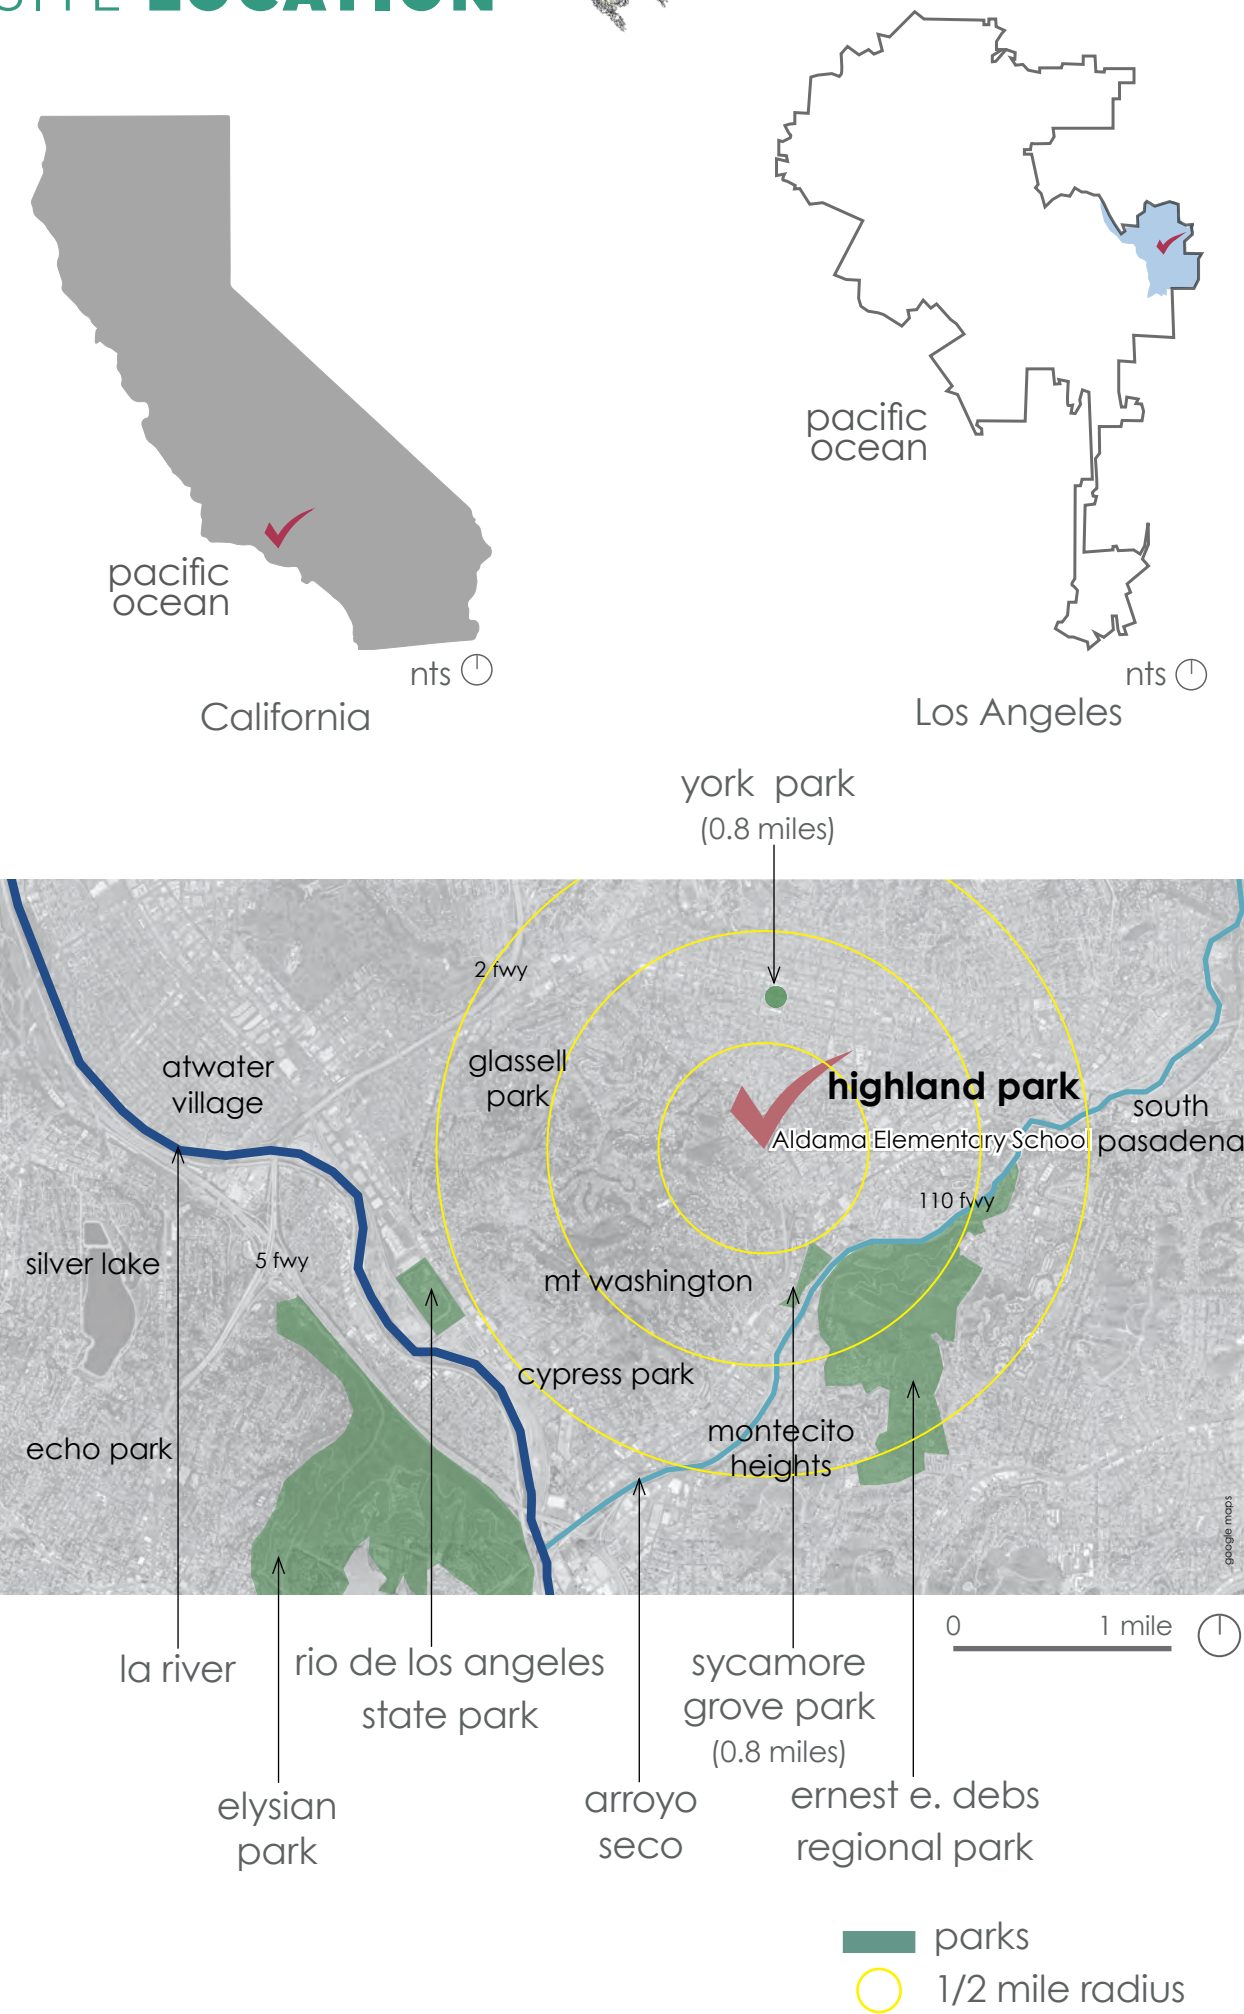 SITE LOCATION
pacific
ocean
nts
California
pacific
ocean
nts
Los Angeles
york park
(0.8 miles)
2 fwy
atwater
village
glassell
park
highland park
Aldama Elementary School
south
pasadena
110 fwy
silver lake
5 fwy
mt washington
cypress park
montecito
heights
echo park
google maps
0 1 mile
la river
rio de los angeles
state park
sycamore
grove park
(0.8 miles)
elysian
park
arroyo
seco
ernest e. debs
regional park
parks
1/2 mile radius